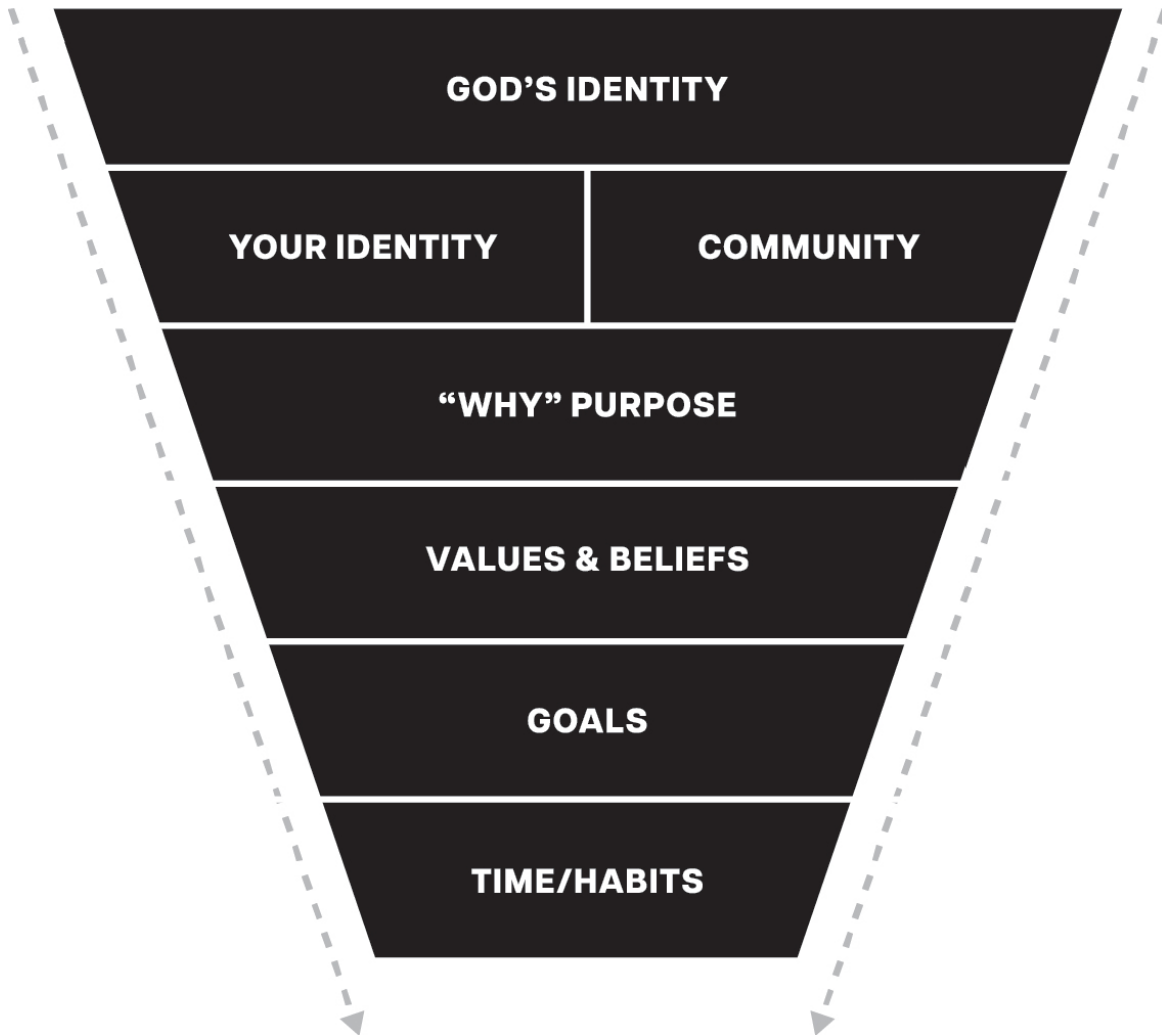 GOD’S IDENTITY
YOUR IDENTITY
COMMUNITY
“WHY” PURPOSE
VALUES & BELIEFS
GOALS
TIME/HABITS